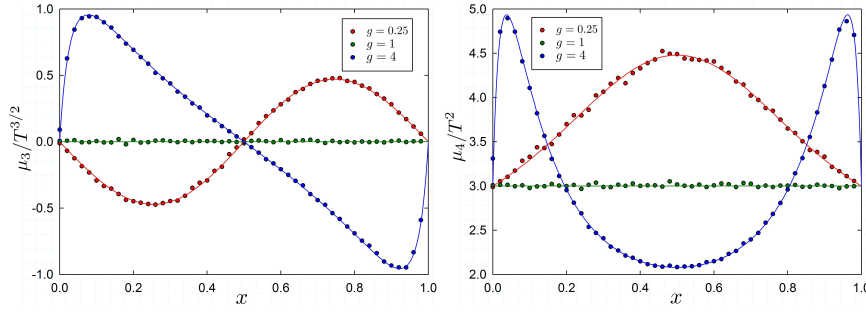 μ₃/T^{3/2}
1.0
0.5
0.0
-0.5
-1.0
0.0 0.2 0.4 0.6 0.8 1.0
x
g = 0.25
g = 1
g = 4
μ₄/T²
5.0
4.5
4.0
3.5
3.0
2.5
2.0
0.0 0.2 0.4 0.6 0.8 1.0
x
g = 0.25
g = 1
g = 4